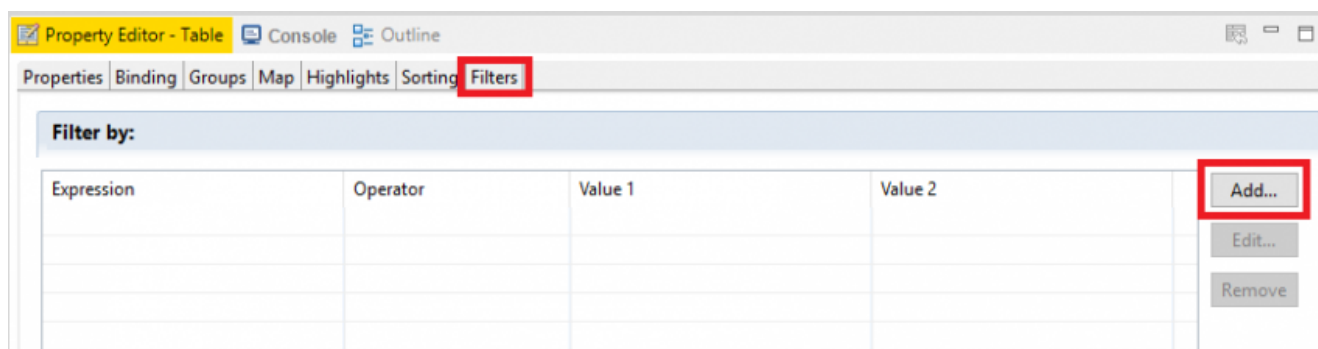 Property Editor - Table Console Outline
Properties Binding Groups Map Highlights Sorting Filters
Filter by:
Expression Operator Value 1 Value 2 Add...
Edit...
Remove